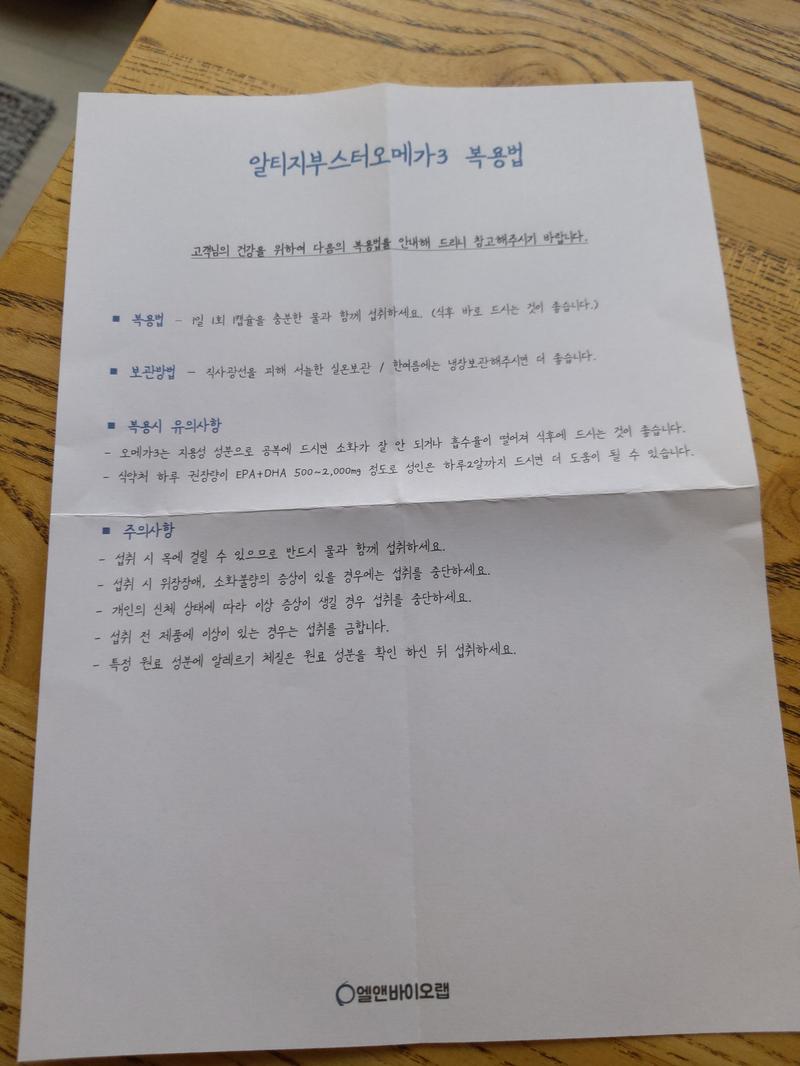 알티지부스터오메가3 복용법
고객님의 건강을 위하여 다음의 복용법을 안내해 드리니 참고해주시기 바랍니다.
■ 복용법 - 1일 1회 1캡슐을 충분한 물과 함께 섭취하세요. (식후 바로 드시는 것이 좋습니다.)
■ 보관방법 - 직사광선을 피해 서늘한 실온보관 / 한여름에는 냉장보관해주시면 더 좋습니다.
■ 복용시 유의사항
- 오메가3는 지용성 성분으로 공복에 드시면 소화가 잘 안 되거나 흡수율이 떨어져 식후에 드시는 것이 좋습니다.
- 식약처 하루 권장량이 EPA+DHA 500~2,000mg 정도로 성인은 하루2알까지 드시면 더 도움이 될 수 있습니다.
■ 주의사항
- 섭취 시 목에 걸릴 수 있으므로 반드시 물과 함께 섭취하세요.
- 섭취 시 위장장애, 소화불량의 증상이 있을 경우에는 섭취를 중단하세요.
- 개인의 신체 상태에 따라 이상 증상이 생길 경우 섭취를 중단하세요.
- 섭취 전 제품에 이상이 있는 경우는 섭취를 금합니다.
- 특정 원료 성분에 알레르기 체질은 원료 성분을 확인 하신 뒤 섭취하세요.
엘앤바이오랩